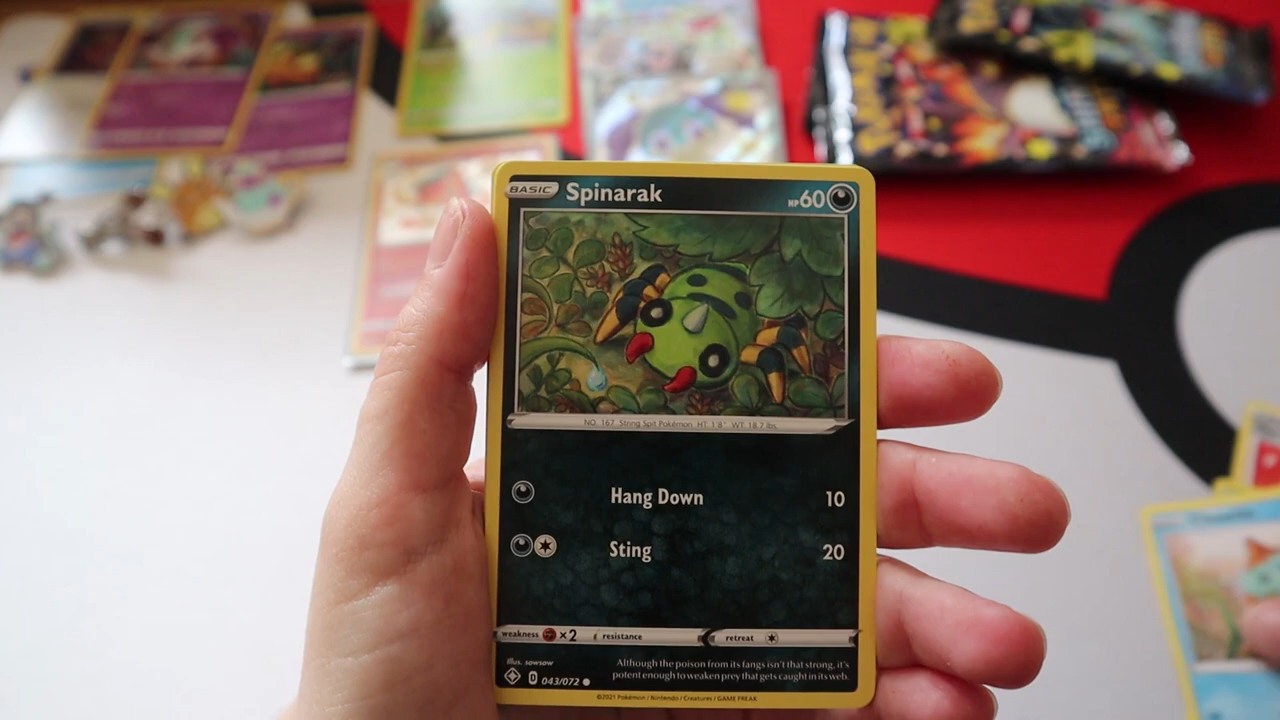 BASIC Spinarak HP60
NO. 167 String Spit Pokémon HT. 1'8" WT. 18.7 lbs.
Hang Down 10
Sting 20
weakness ×2 resistance retreat
Illus. sowsow
Although the poison from its fangs isn't that strong, it's
potent enough to weaken prey that gets caught in its web.
043/072
©2021 Pokémon / Nintendo / Creatures / GAME FREAK